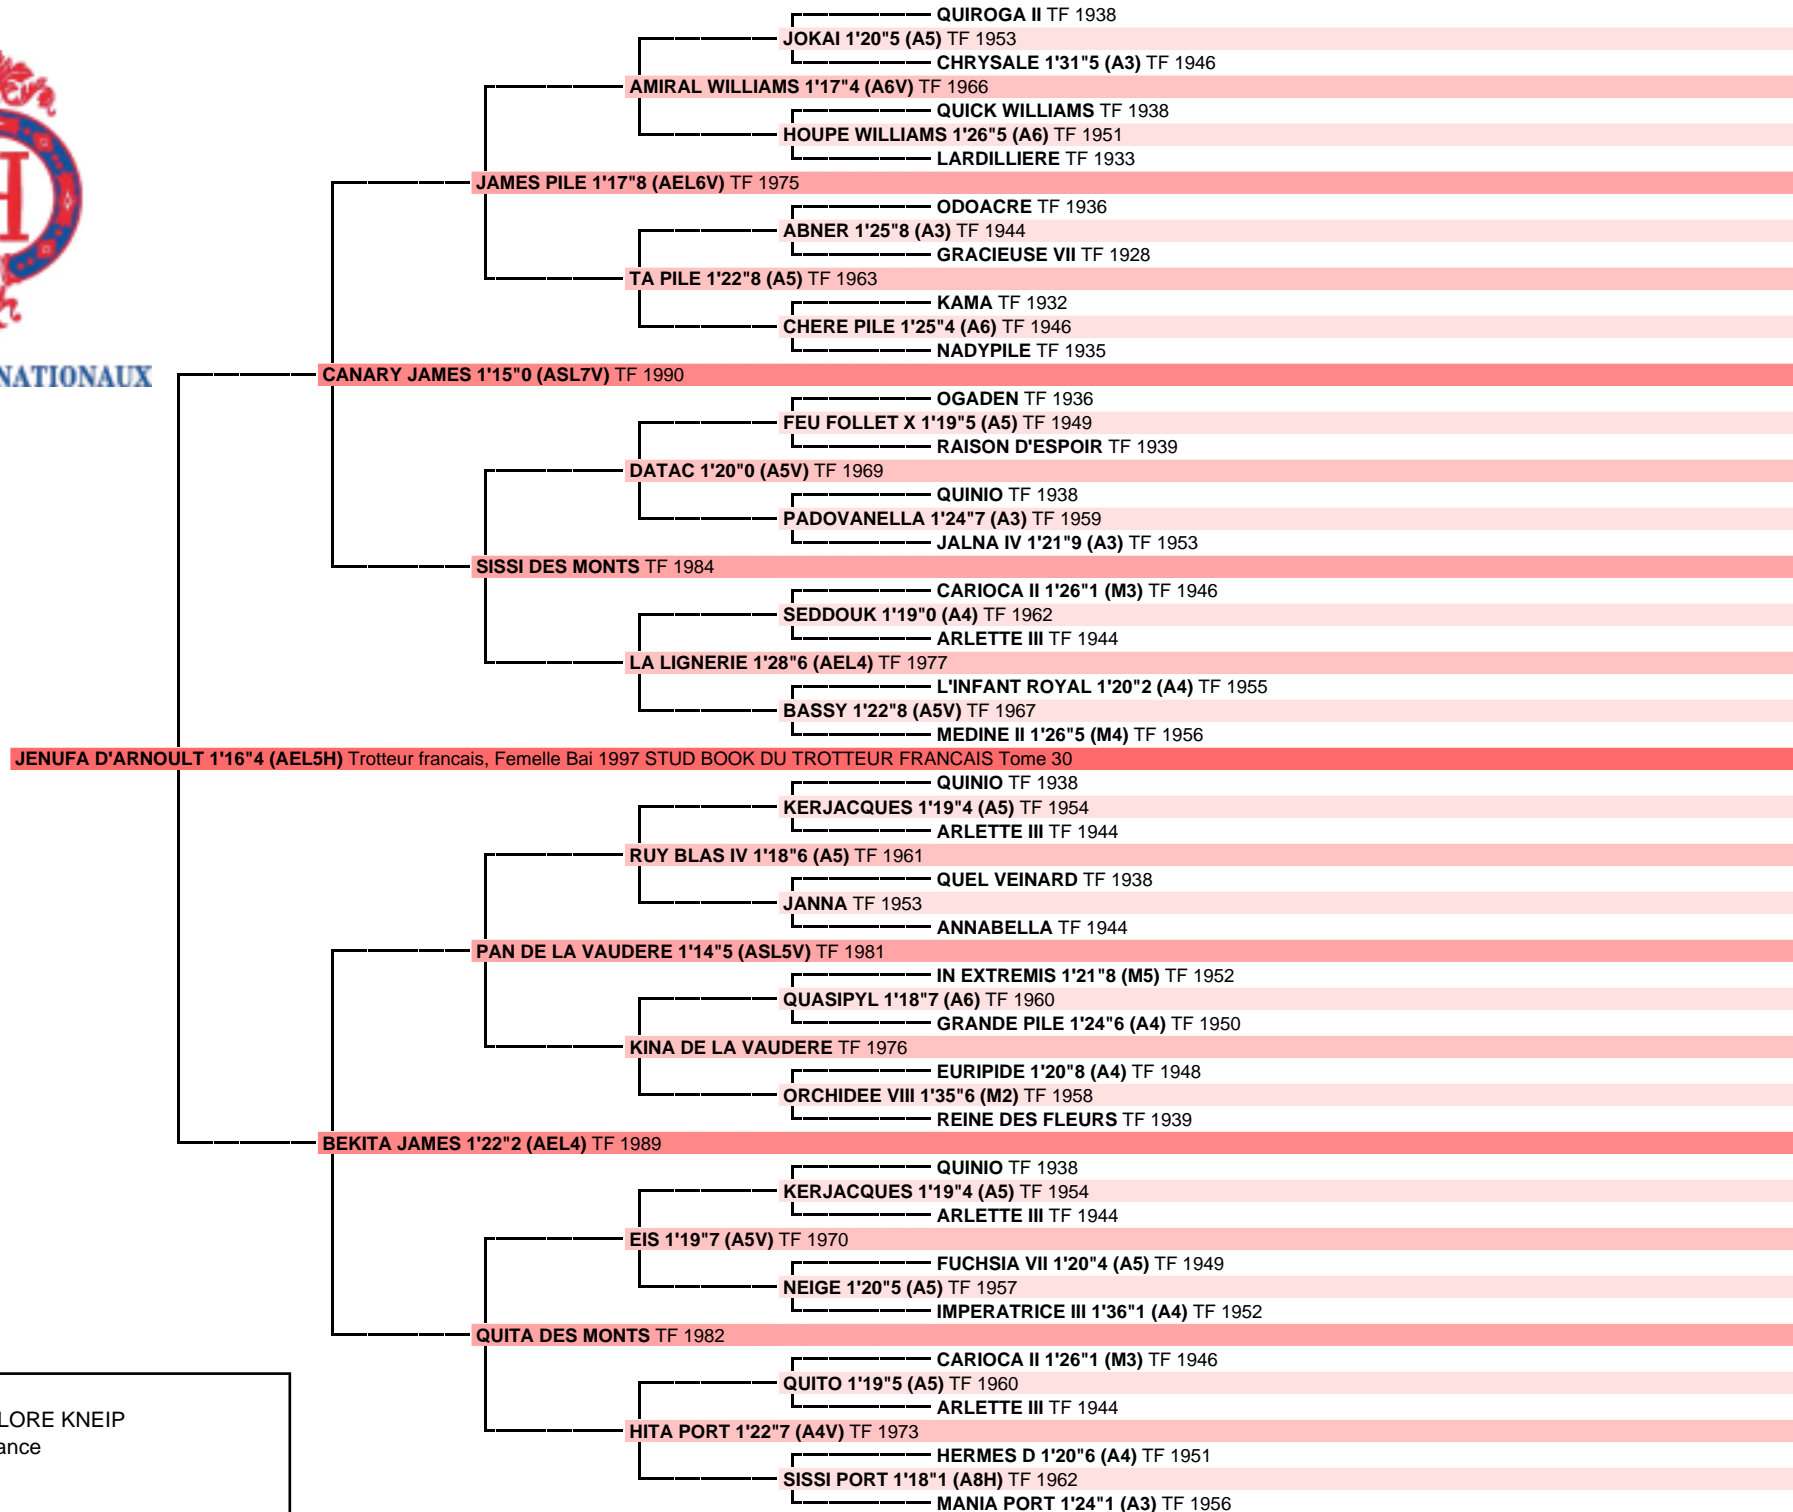 QUIROGA II TF 1938
JOKAI 1'20"5 (A5) TF 1953
CHRYSALE 1'31"5 (A3) TF 1946
AMIRAL WILLIAMS 1'17"4 (A6V) TF 1966
QUICK WILLIAMS TF 1938
HOUPE WILLIAMS 1'26"5 (A6) TF 1951
LARDILLIERE TF 1933
JAMES PILE 1'17"8 (AEL6V) TF 1975
ODOACRE TF 1936
ABNER 1'25"8 (A3) TF 1944
GRACIEUSE VII TF 1928
TA PILE 1'22"8 (A5) TF 1963
KAMA TF 1932
CHERE PILE 1'25"4 (A6) TF 1946
NADYPILE TF 1935
NATIONAUX
CANARY JAMES 1'15"0 (ASL7V) TF 1990
OGADEN TF 1936
FEU FOLLET X 1'19"5 (A5) TF 1949
RAISON D'ESPOIR TF 1939
DATAC 1'20"0 (A5V) TF 1969
QUINIO TF 1938
PADOVANELLA 1'24"7 (A3) TF 1959
JALNA IV 1'21"9 (A3) TF 1953
SISSI DES MONTS TF 1984
CARIOCA II 1'26"1 (M3) TF 1946
SEDDOUK 1'19"0 (A4) TF 1962
ARLETTE III TF 1944
LA LIGNERIE 1'28"6 (AEL4) TF 1977
L'INFANT ROYAL 1'20"2 (A4) TF 1955
BASSY 1'22"8 (A5V) TF 1967
MEDINE II 1'26"5 (M4) TF 1956
JENUFA D'ARNOULT 1'16"4 (AEL5H) Trotteur francais, Femelle Bai 1997 STUD BOOK DU TROTTEUR FRANCAIS Tome 30
QUINIO TF 1938
KERJACQUES 1'19"4 (A5) TF 1954
ARLETTE III TF 1944
RUY BLAS IV 1'18"6 (A5) TF 1961
QUEL VEINARD TF 1938
JANNA TF 1953
ANNABELLA TF 1944
PAN DE LA VAUDERE 1'14"5 (ASL5V) TF 1981
IN EXTREMIS 1'21"8 (M5) TF 1952
QUASIPYL 1'18"7 (A6) TF 1960
GRANDE PILE 1'24"6 (A4) TF 1950
KINA DE LA VAUDERE TF 1976
EURIPIDE 1'20"8 (A4) TF 1948
ORCHIDEE VIII 1'35"6 (M2) TF 1958
REINE DES FLEURS TF 1939
BEKITA JAMES 1'22"2 (AEL4) TF 1989
QUINIO TF 1938
KERJACQUES 1'19"4 (A5) TF 1954
ARLETTE III TF 1944
EIS 1'19"7 (A5V) TF 1970
FUCHSIA VII 1'20"4 (A5) TF 1949
NEIGE 1'20"5 (A5) TF 1957
IMPERATRICE III 1'36"1 (A4) TF 1952
QUITA DES MONTS TF 1982
CARIOCA II 1'26"1 (M3) TF 1946
QUITO 1'19"5 (A5) TF 1960
ARLETTE III TF 1944
LORE KNEIP
ance
HITA PORT 1'22"7 (A4V) TF 1973
HERMES D 1'20"6 (A4) TF 1951
SISSI PORT 1'18"1 (A8H) TF 1962
MANIA PORT 1'24"1 (A3) TF 1956